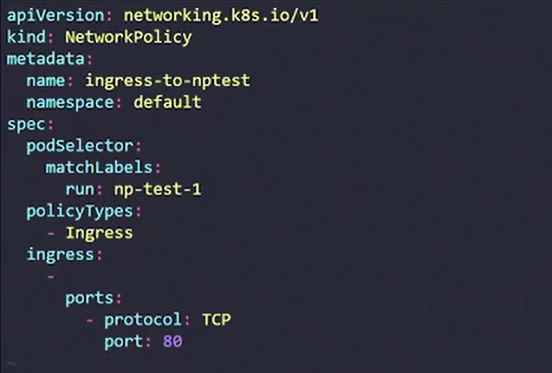 apiVersion: networking.k8s.io/v1
kind: NetworkPolicy
metadata:
  name: ingress-to-nptest
  namespace: default
spec:
  podSelector:
    matchLabels:
      run: np-test-1
  policyTypes:
    - Ingress
  ingress:
    -
      ports:
        - protocol: TCP
          port: 80
~